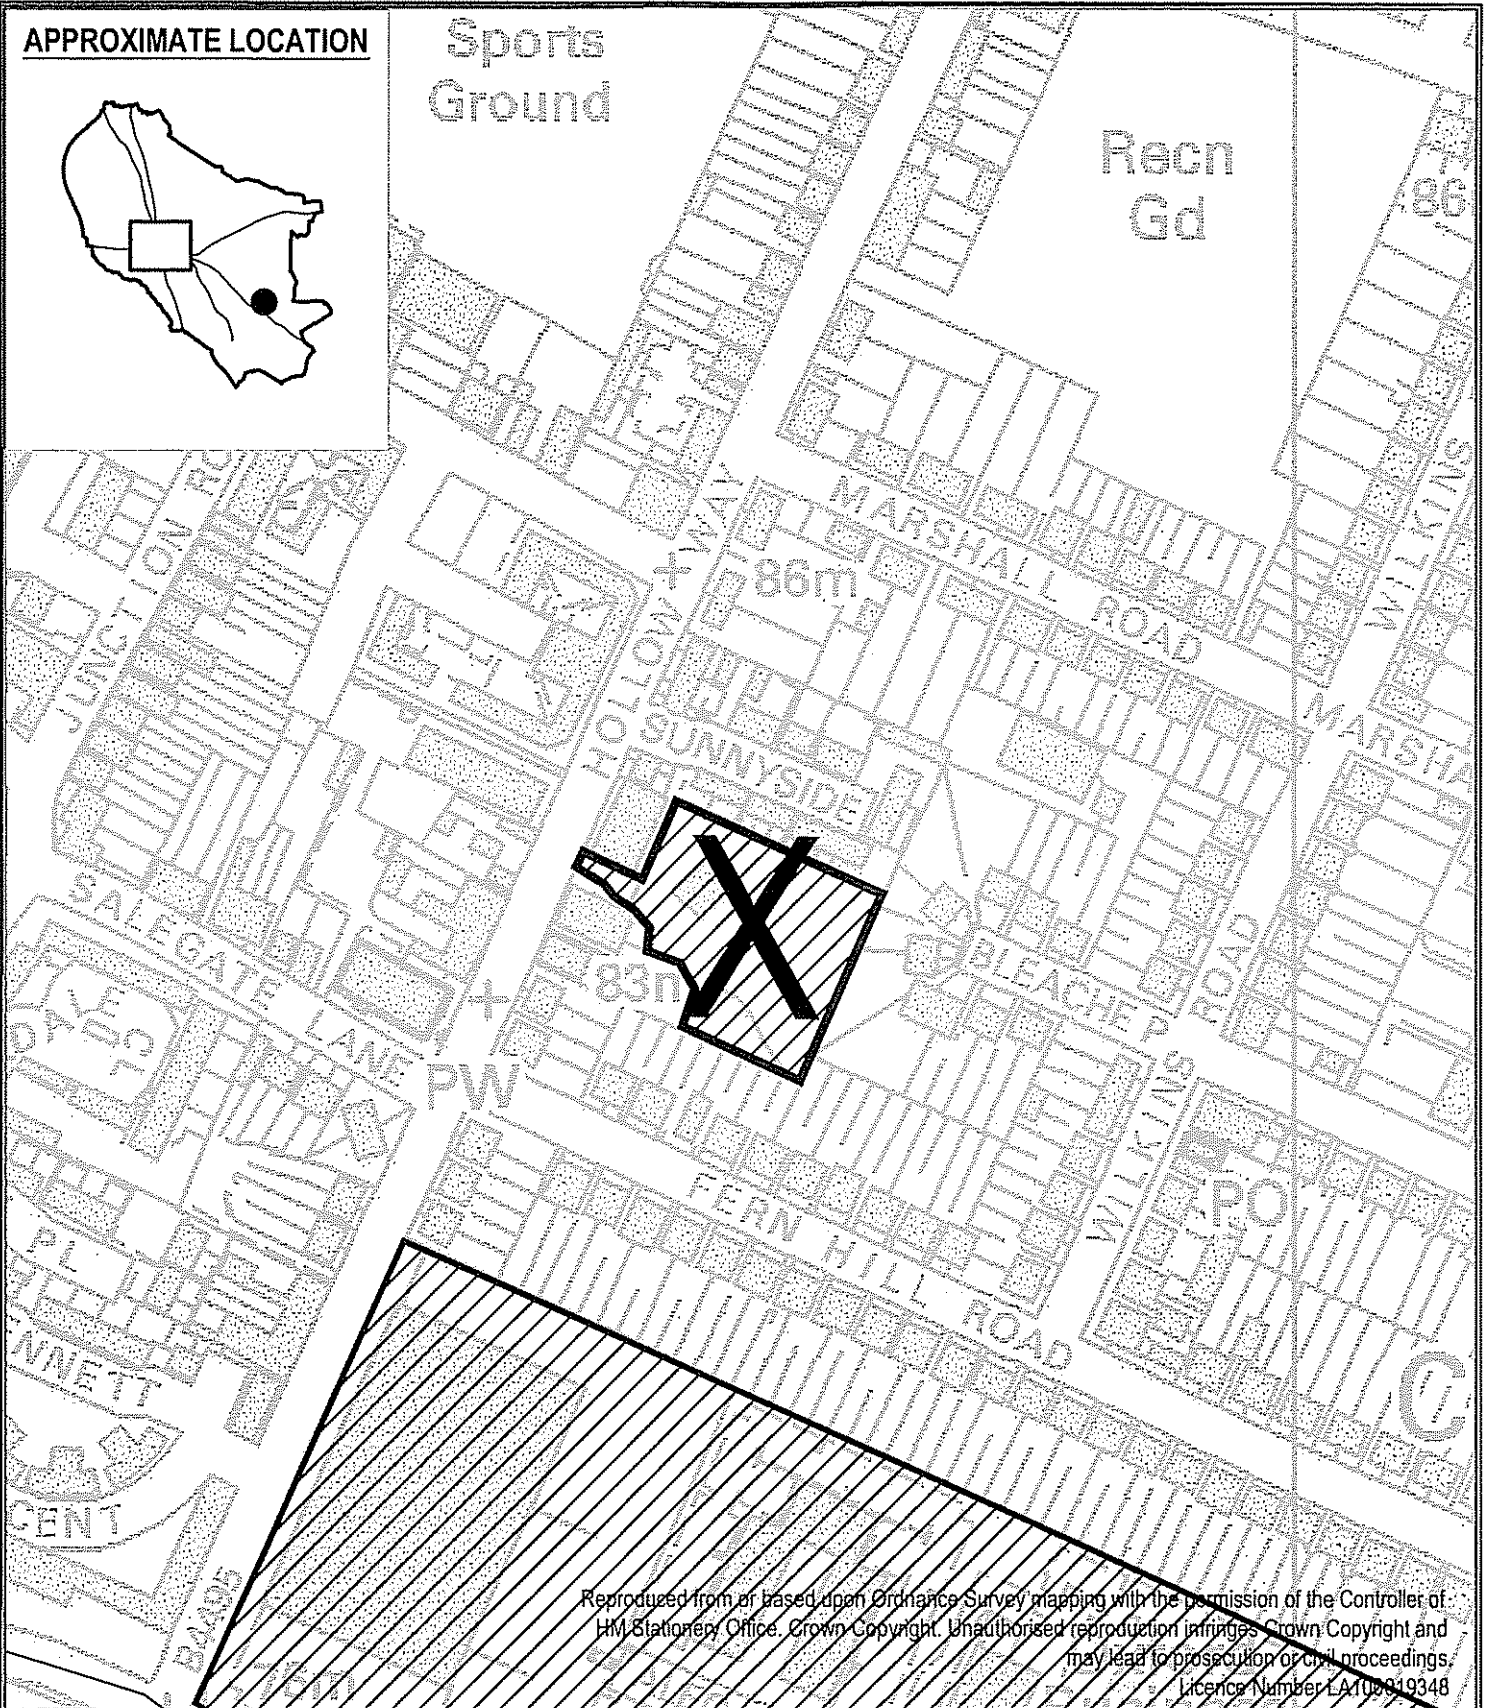 APPROXIMATE LOCATION
Sports
Ground
Recn
Gd
86
MARSHALL ROAD
WILKINS
86m
HOLLOW WAY
JUNCTION RO
SUNNYSIDE
MARSHA
SALEGATE LANE
83m
BLEACHE P
WILKINS ROAD
PW
PO
FERN HILL ROAD
PL
NNETT
CENT
C
Reproduced from or based upon Ordnance Survey mapping with the permission of the Controller of
HM Stationery Office. Crown Copyright. Unauthorised reproduction infringes Crown Copyright and
may lead to prosecution or civil proceedings.
Licence Number LA100019348